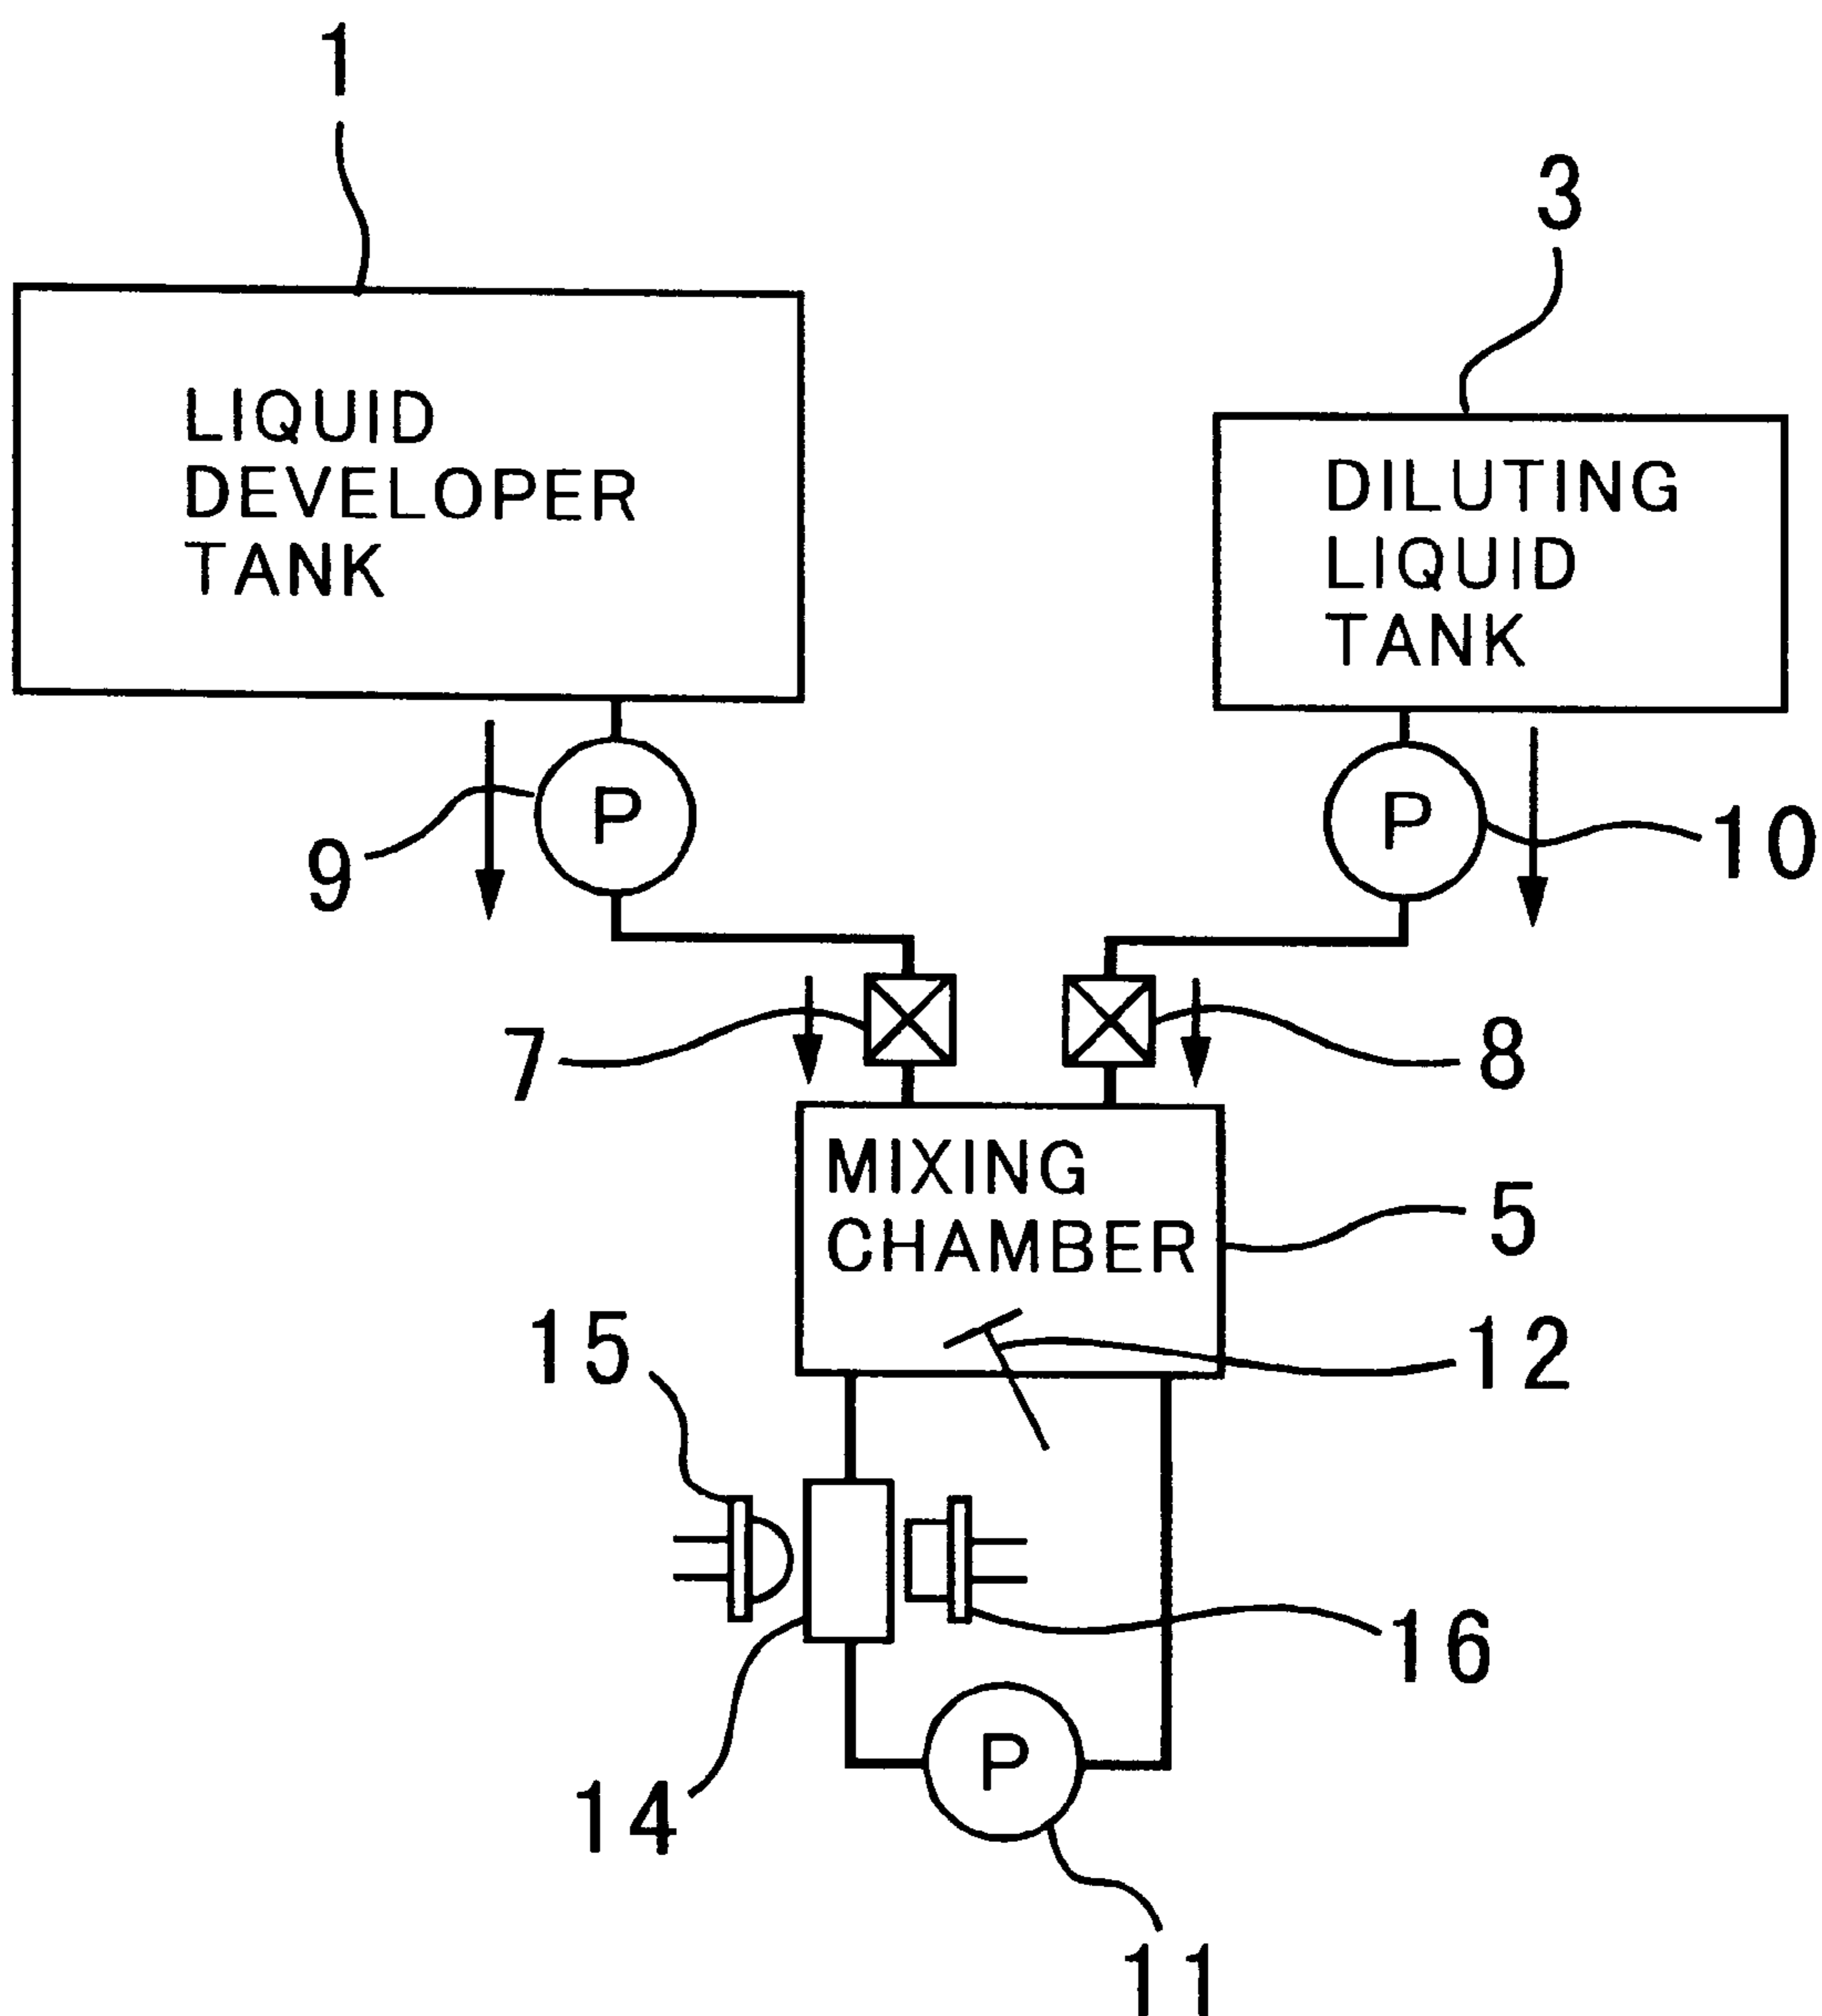 1
3
LIQUID
DEVELOPER
TANK
DILUTING
LIQUID
TANK
P
P
9
10
7
8
MIXING
CHAMBER
5
12
15
16
14
P
11